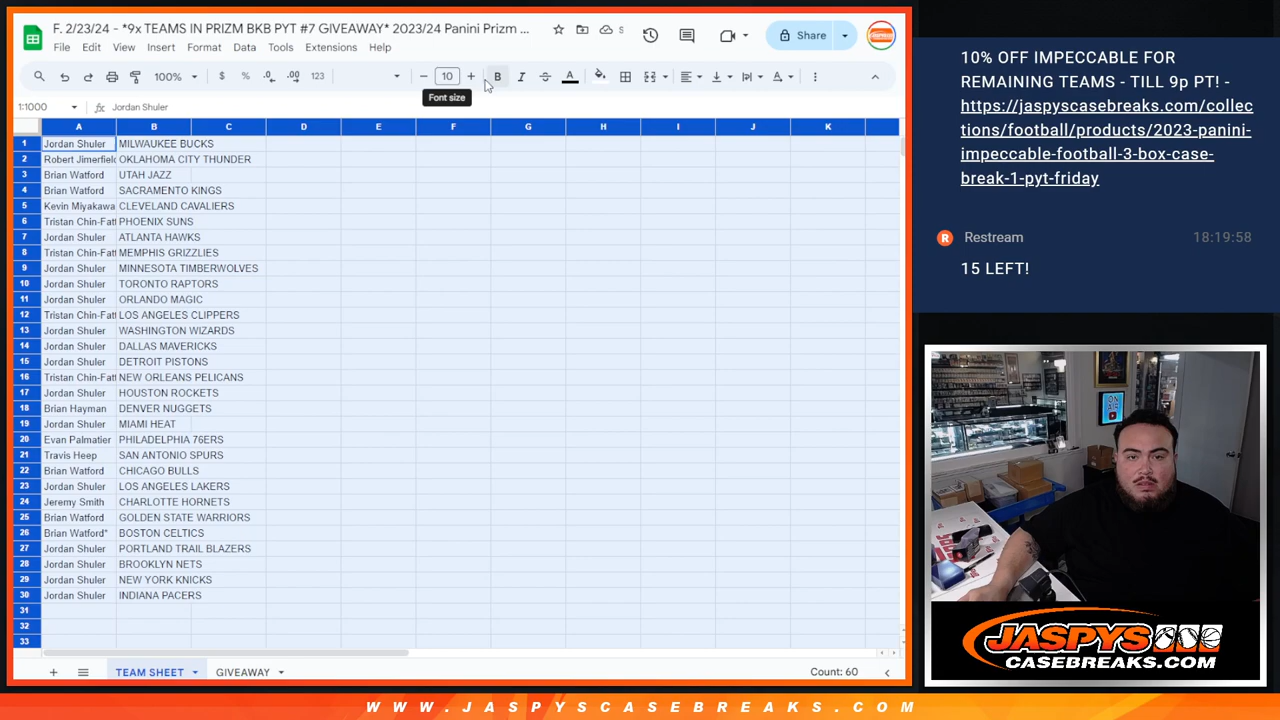 F. 2/23/24 - *9x TEAMS IN PRIZM BKB PYT #7 GIVEAWAY* 2023/24 Panini Prizm ...
File Edit View Insert Format Data Tools Extensions Help
Share
100% $ % .0 .00 123 10 B I S A
Font size
1:1000 fx Jordan Shuler
A B C D E F G H I J K
1 Jordan Shuler MILWAUKEE BUCKS
2 Robert Jimerfield OKLAHOMA CITY THUNDER
3 Brian Watford UTAH JAZZ
4 Brian Watford SACRAMENTO KINGS
5 Kevin Miyakawa CLEVELAND CAVALIERS
6 Tristan Chin-Fatt PHOENIX SUNS
7 Jordan Shuler ATLANTA HAWKS
8 Tristan Chin-Fatt MEMPHIS GRIZZLIES
9 Jordan Shuler MINNESOTA TIMBERWOLVES
10 Jordan Shuler TORONTO RAPTORS
11 Jordan Shuler ORLANDO MAGIC
12 Tristan Chin-Fatt LOS ANGELES CLIPPERS
13 Jordan Shuler WASHINGTON WIZARDS
14 Jordan Shuler DALLAS MAVERICKS
15 Jordan Shuler DETROIT PISTONS
16 Tristan Chin-Fatt NEW ORLEANS PELICANS
17 Jordan Shuler HOUSTON ROCKETS
18 Brian Hayman DENVER NUGGETS
19 Jordan Shuler MIAMI HEAT
20 Evan Palmatier PHILADELPHIA 76ERS
21 Travis Heep SAN ANTONIO SPURS
22 Brian Watford CHICAGO BULLS
23 Jordan Shuler LOS ANGELES LAKERS
24 Jeremy Smith CHARLOTTE HORNETS
25 Brian Watford GOLDEN STATE WARRIORS
26 Brian Watford* BOSTON CELTICS
27 Jordan Shuler PORTLAND TRAIL BLAZERS
28 Jordan Shuler BROOKLYN NETS
29 Jordan Shuler NEW YORK KNICKS
30 Jordan Shuler INDIANA PACERS
31
32
33
TEAM SHEET GIVEAWAY Count: 60
10% OFF IMPECCABLE FOR
REMAINING TEAMS - TILL 9p PT! -
https://jaspyscasebreaks.com/collec
tions/football/products/2023-panini-
impeccable-football-3-box-case-
break-1-pyt-friday
Restream 18:19:58
15 LEFT!
ON AIR
JASPYS
CASEBREAKS.COM
WWW.JASPYSCASEBREAKS.COM